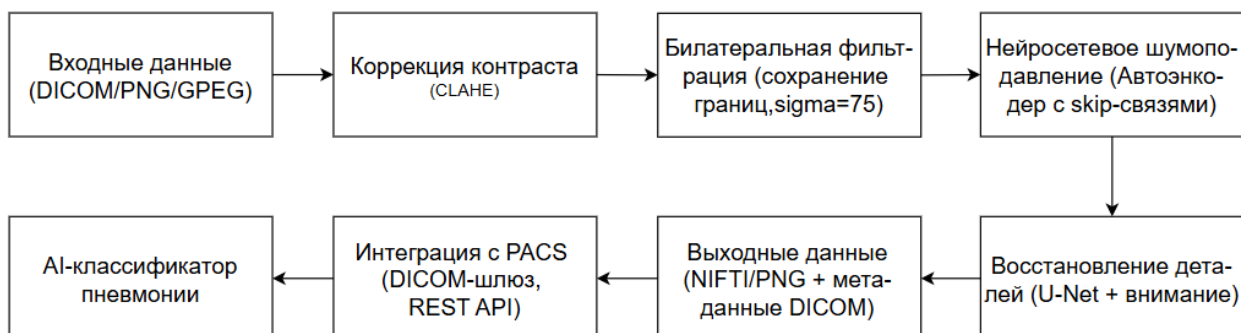 Входные данные
(DICOM/PNG/GPEG)
Коррекция контраста
(CLAHE)
Билатеральная фильт-
рация (сохранение
границ,sigma=75)
Нейросетевое шумопо-
давление (Автоэнко-
дер с skip-связями)
AI-классификатор
пневмонии
Интеграция с PACS
(DICOM-шлюз,
REST API)
Выходные данные
(NIFTI/PNG + мета-
данные DICOM)
Восстановление дета-
лей (U-Net + внимание)